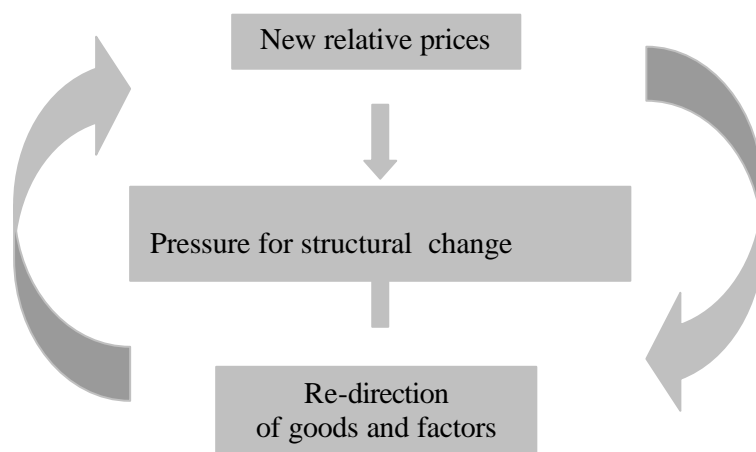 New relative prices
Pressure for structural change
Re-direction
of goods and factors